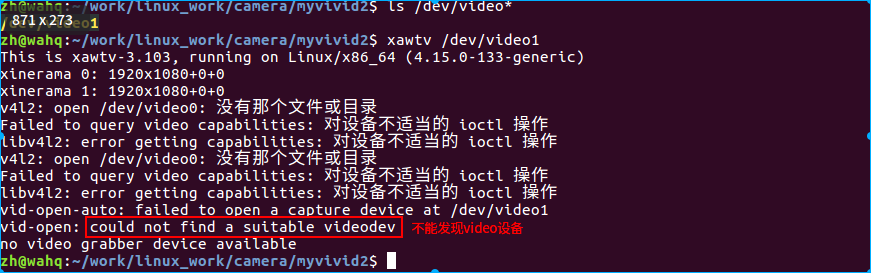 zh@wahq:~/work/linux_work/camera/myvivid2$ ls /dev/video*
871 x 273
/dev/video1
zh@wahq:~/work/linux_work/camera/myvivid2$ xawtv /dev/video1
This is xawtv-3.103, running on Linux/x86_64 (4.15.0-133-generic)
xinerama 0: 1920x1080+0+0
xinerama 1: 1920x1080+0+0
v4l2: open /dev/video0: 没有那个文件或目录
Failed to query video capabilities: 对设备不适当的 ioctl 操作
libv4l2: error getting capabilities: 对设备不适当的 ioctl 操作
v4l2: open /dev/video0: 没有那个文件或目录
Failed to query video capabilities: 对设备不适当的 ioctl 操作
libv4l2: error getting capabilities: 对设备不适当的 ioctl 操作
vid-open-auto: failed to open a capture device at /dev/video1
vid-open: could not find a suitable videodev 不能发现video设备
no video grabber device available
zh@wahq:~/work/linux_work/camera/myvivid2$